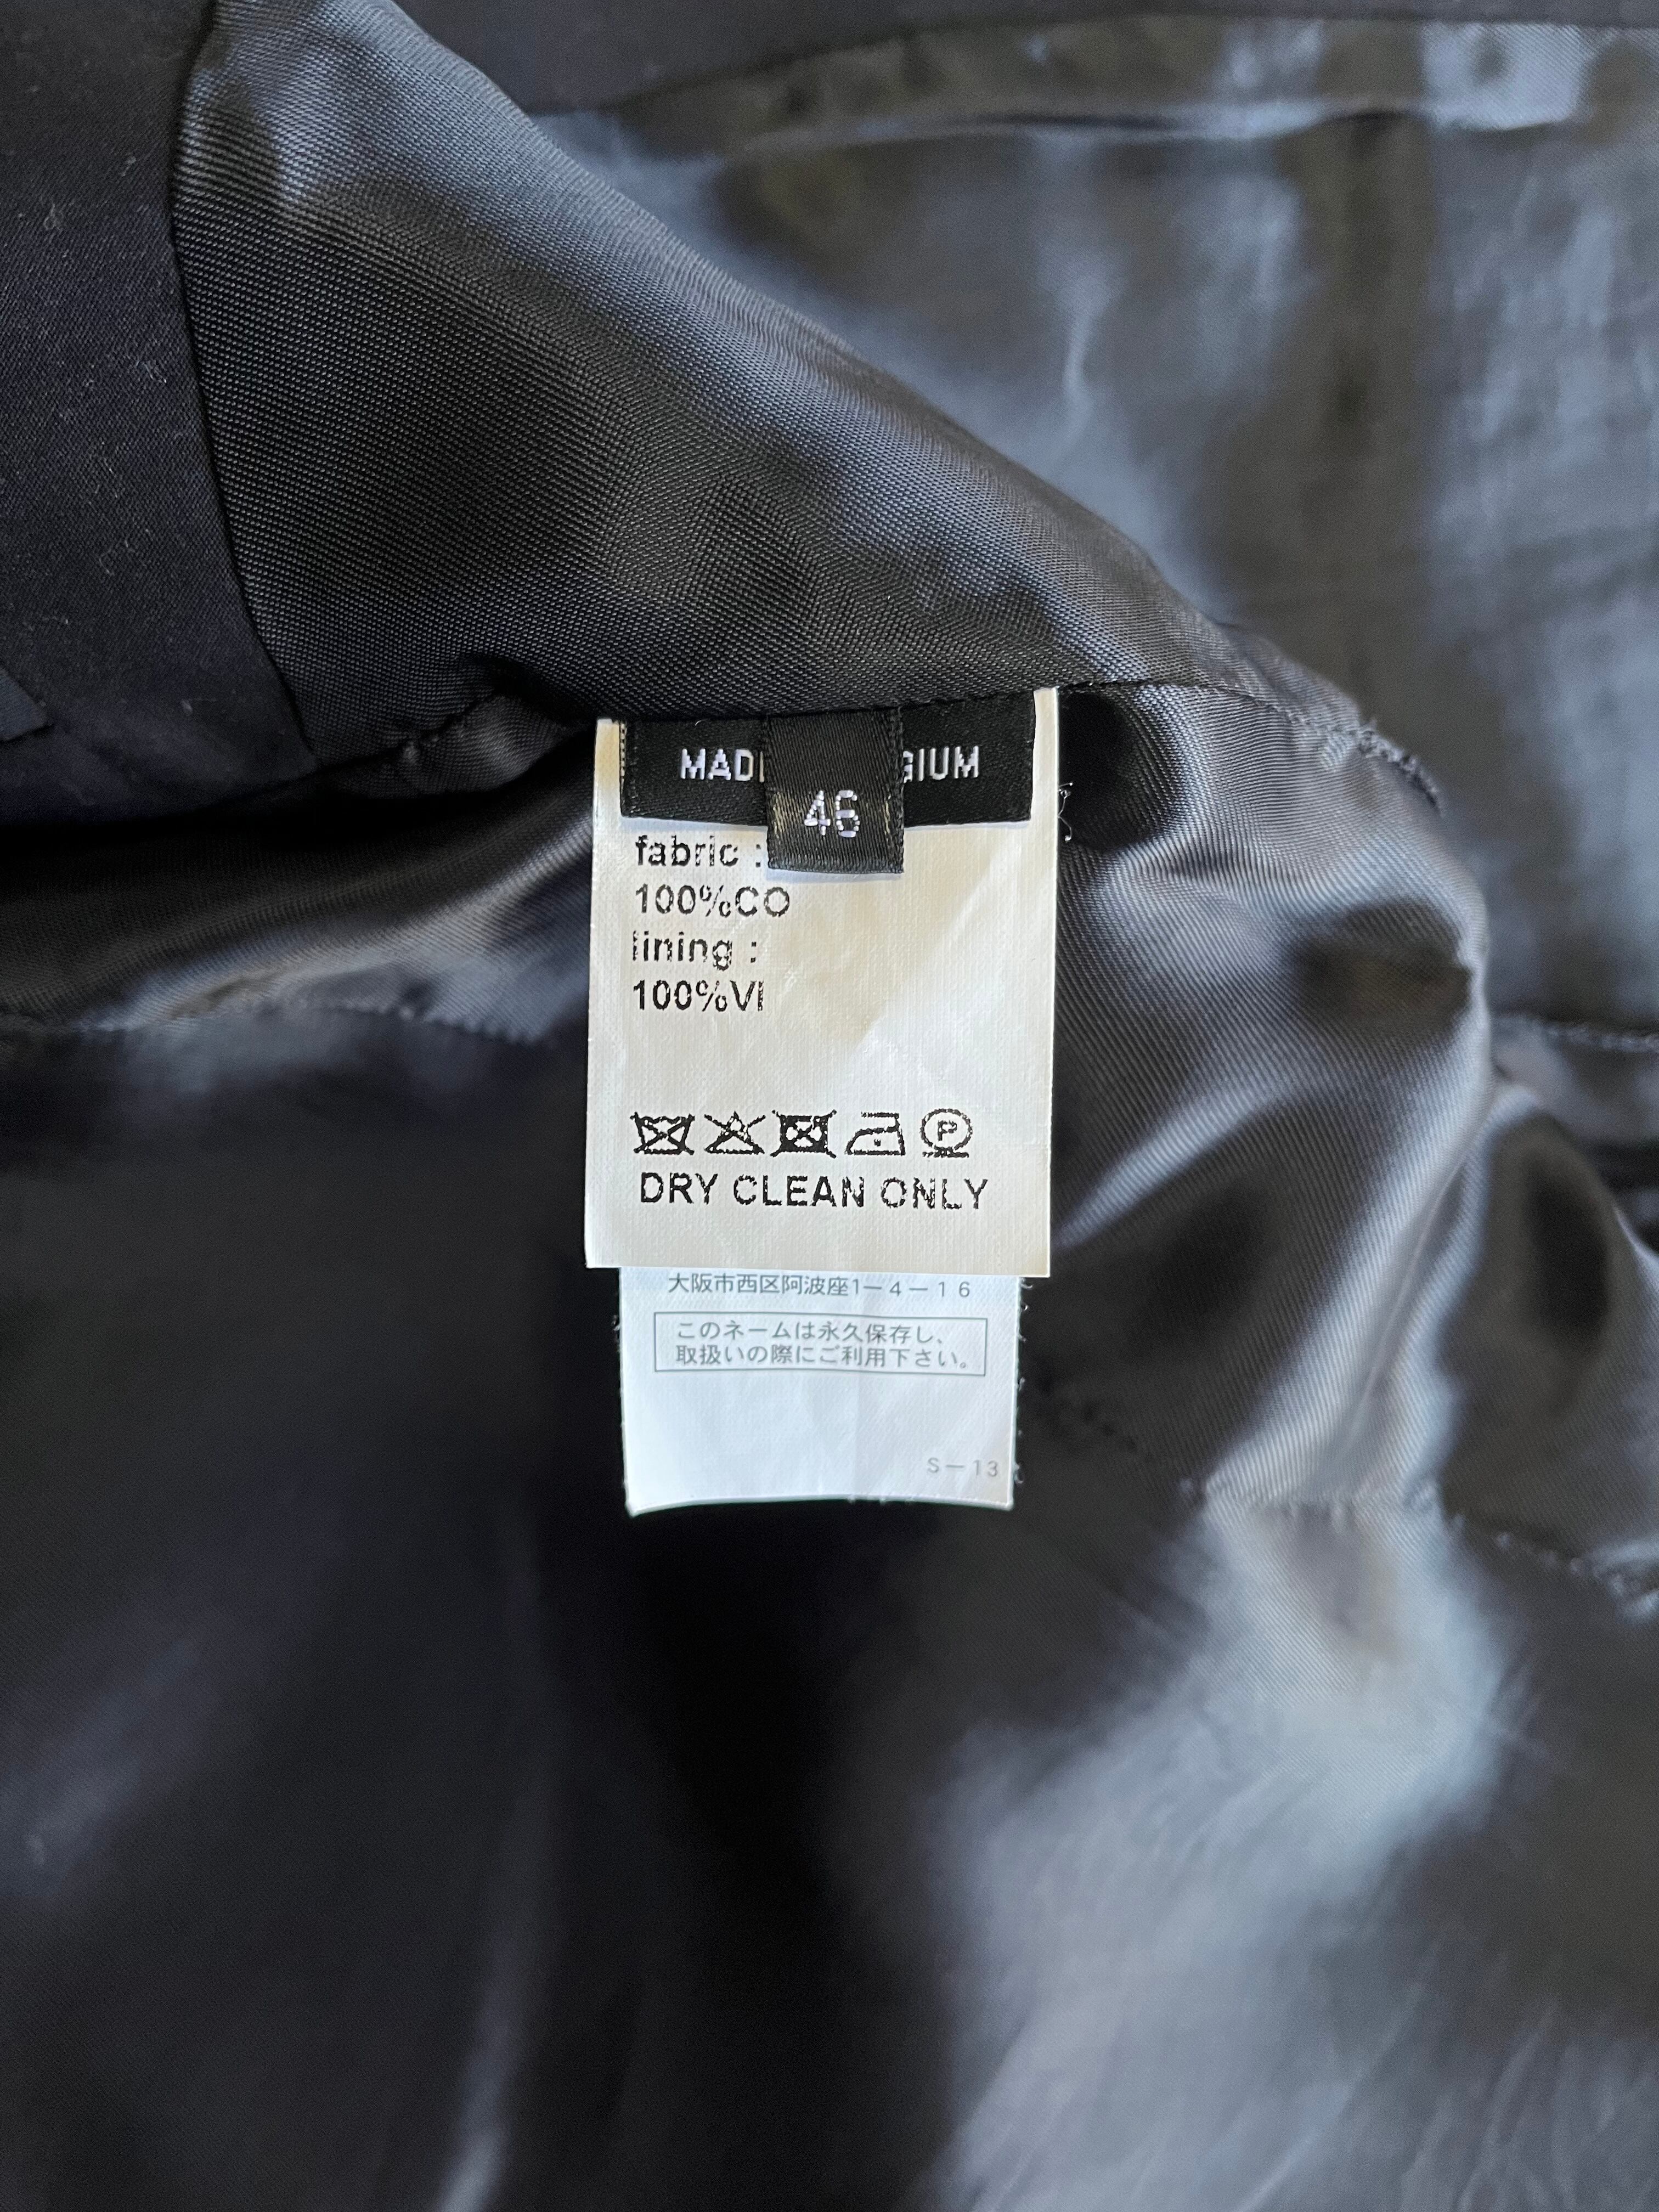 MAD GIUM
46
fabric :
100%CO
lining :
100%VI
P
DRY CLEAN ONLY
大阪市西区阿波座1－4－16
このネームは永久保存し、
取扱いの際にご利用下さい。
S－13